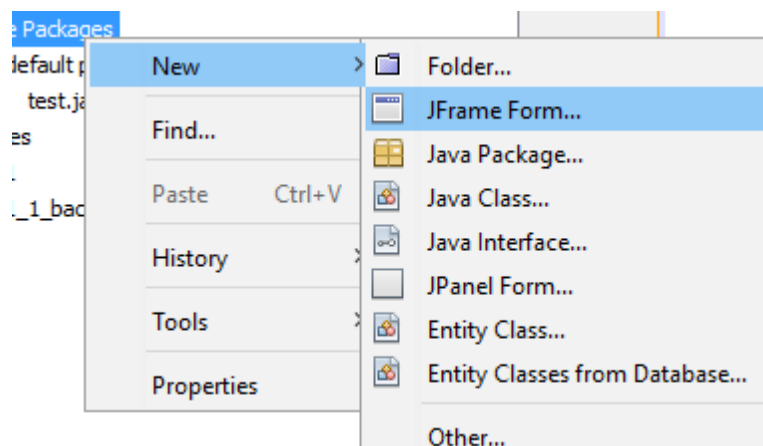 Packages
default p
test.ja
es
_1_bac
New
Find...
Paste Ctrl+V
History
Tools
Properties
Folder...
JFrame Form...
Java Package...
Java Class...
Java Interface...
JPanel Form...
Entity Class...
Entity Classes from Database...
Other...